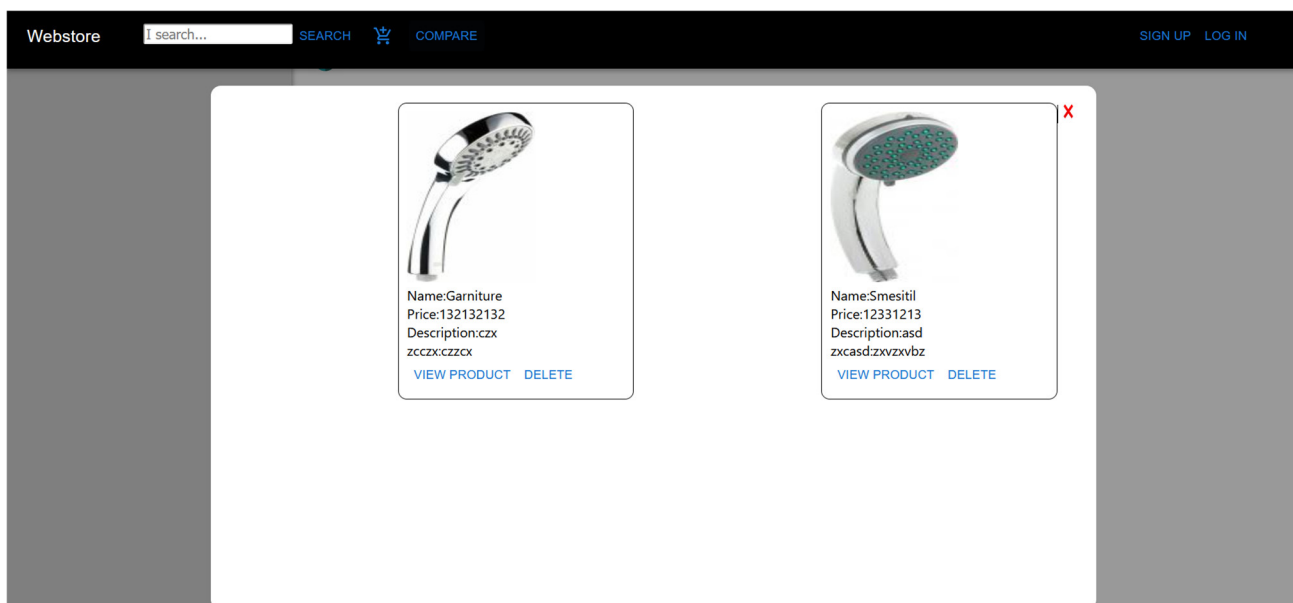 Webstore I search... SEARCH COMPARE SIGN UP LOG IN
X
Name:Garniture
Price:132132132
Description:czx
zcczx:czzcx
VIEW PRODUCT DELETE
Name:Smesitil
Price:12331213
Description:asd
zxcasd:zxvzxvbz
VIEW PRODUCT DELETE